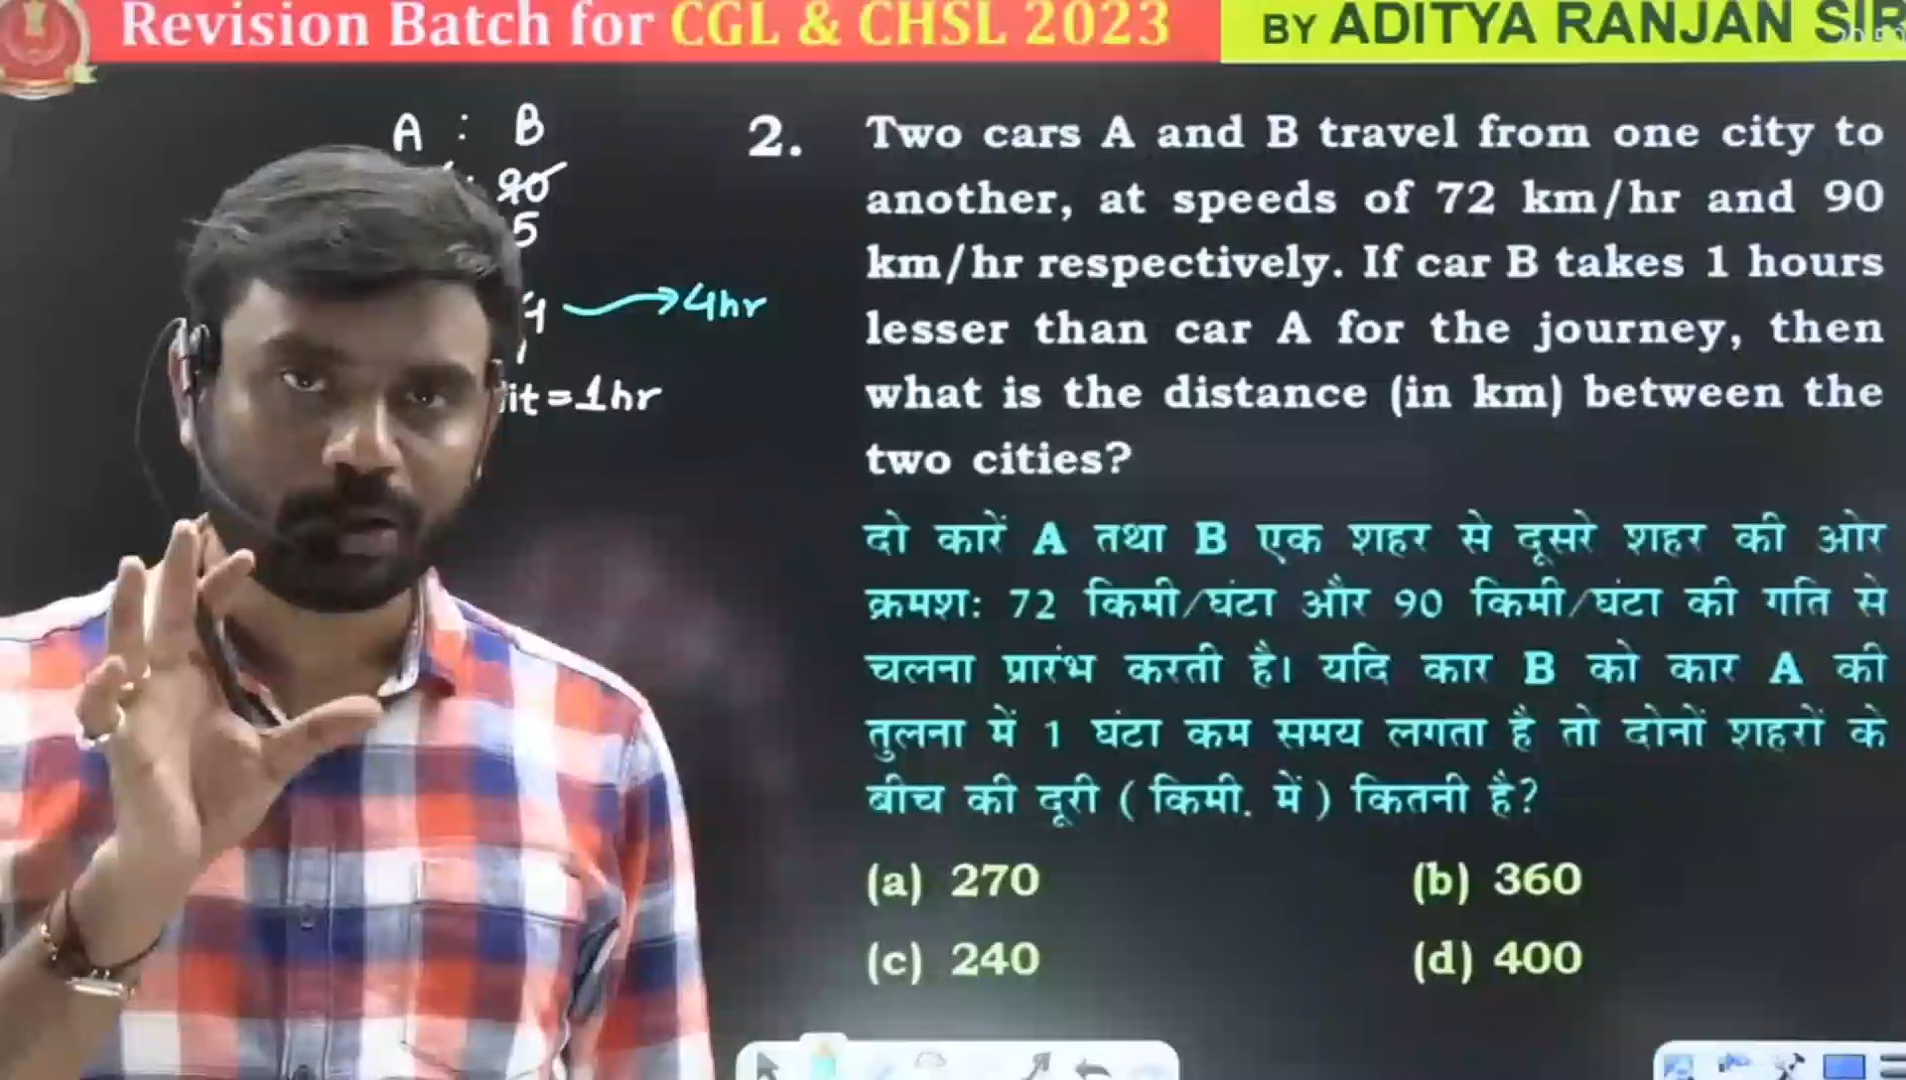 Revision Batch for CGL & CHSL 2023
BY ADITYA RANJAN SIR
A : B
90
5
4 → 4hr
1
=1hr
2. Two cars A and B travel from one city to
another, at speeds of 72 km/hr and 90
km/hr respectively. If car B takes 1 hours
lesser than car A for the journey, then
what is the distance (in km) between the
two cities?
दो कारें A तथा B एक शहर से दूसरे शहर की ओर
क्रमश: 72 किमी/घंटा और 90 किमी/घंटा की गति से
चलना प्रारंभ करती है। यदि कार B को कार A की
तुलना में 1 घंटा कम समय लगता है तो दोनों शहरों के
बीच की दूरी ( किमी. में ) कितनी है?
(a) 270 (b) 360
(c) 240 (d) 400